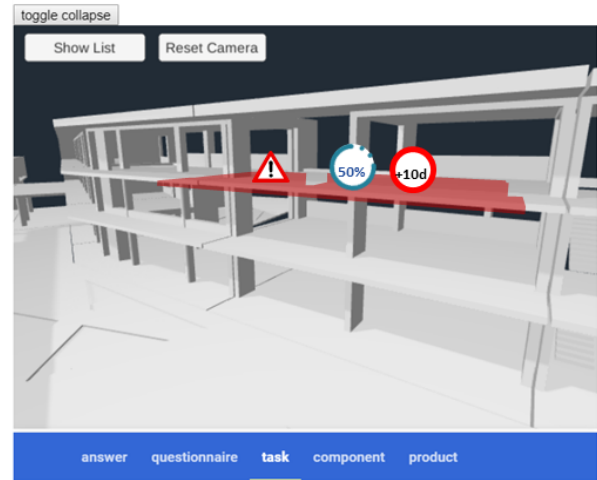 toggle collapse
Show List Reset Camera
!
50% +10d
answer questionnaire task component product